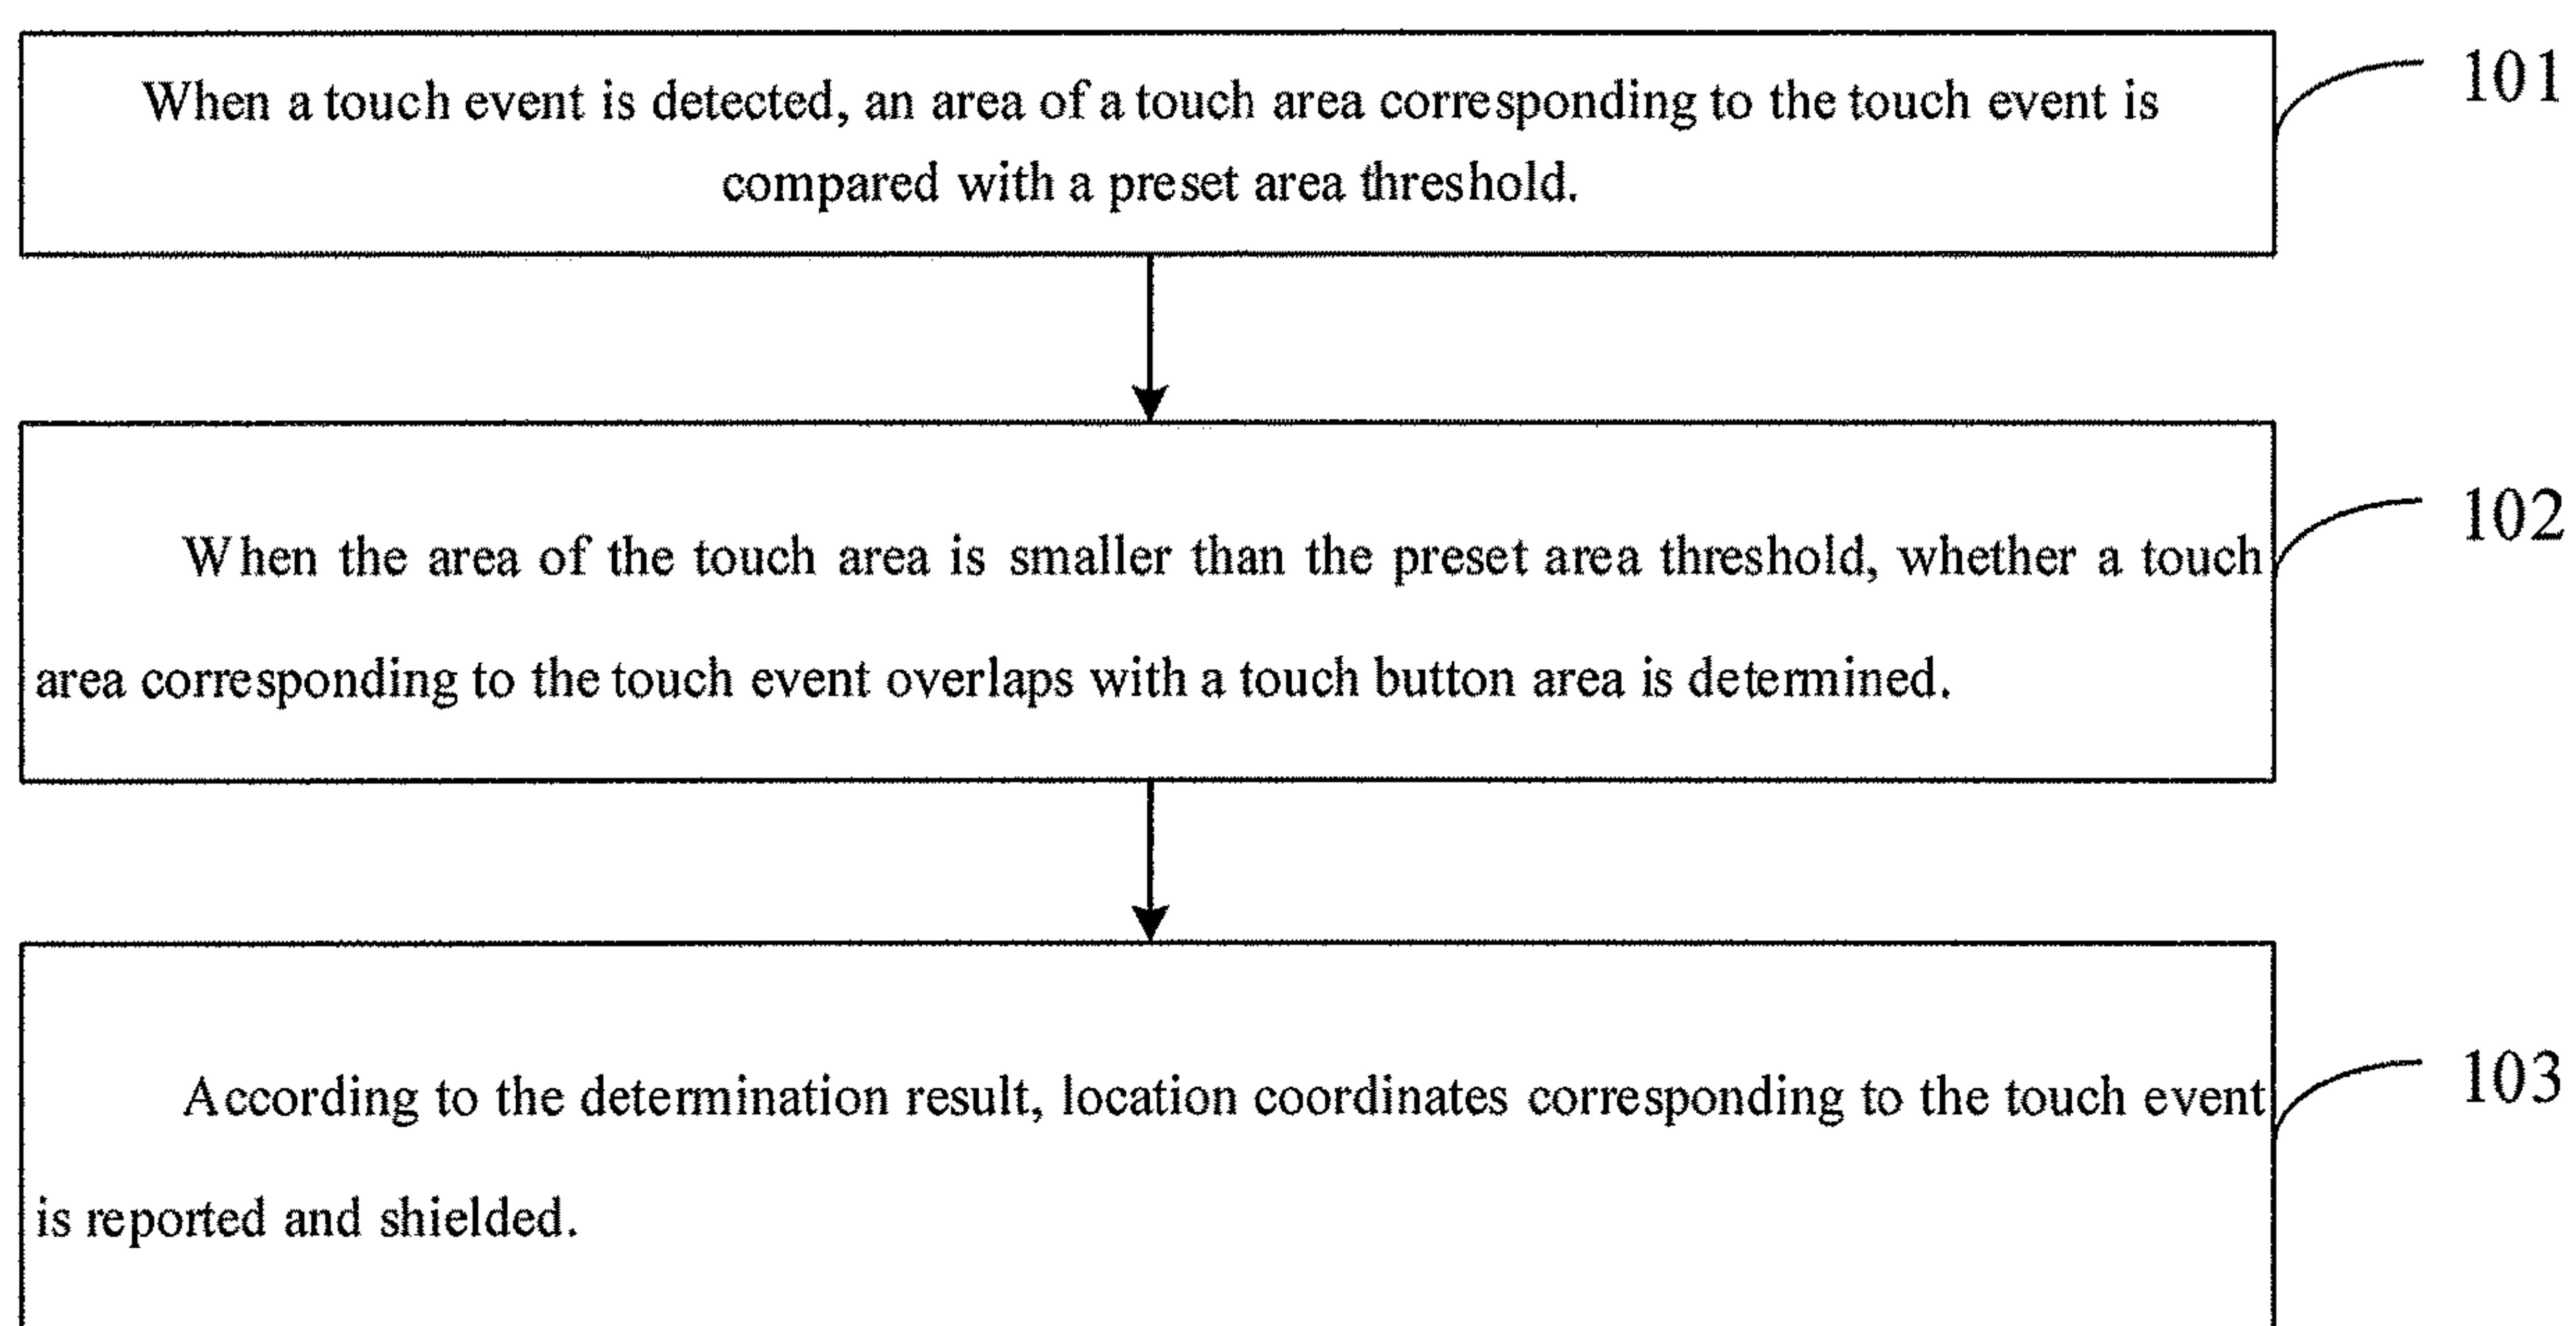 When a touch event is detected, an area of a touch area corresponding to the touch event is
compared with a preset area threshold.
101
When the area of the touch area is smaller than the preset area threshold, whether a touch
area corresponding to the touch event overlaps with a touch button area is determined.
102
According to the determination result, location coordinates corresponding to the touch event
is reported and shielded.
103